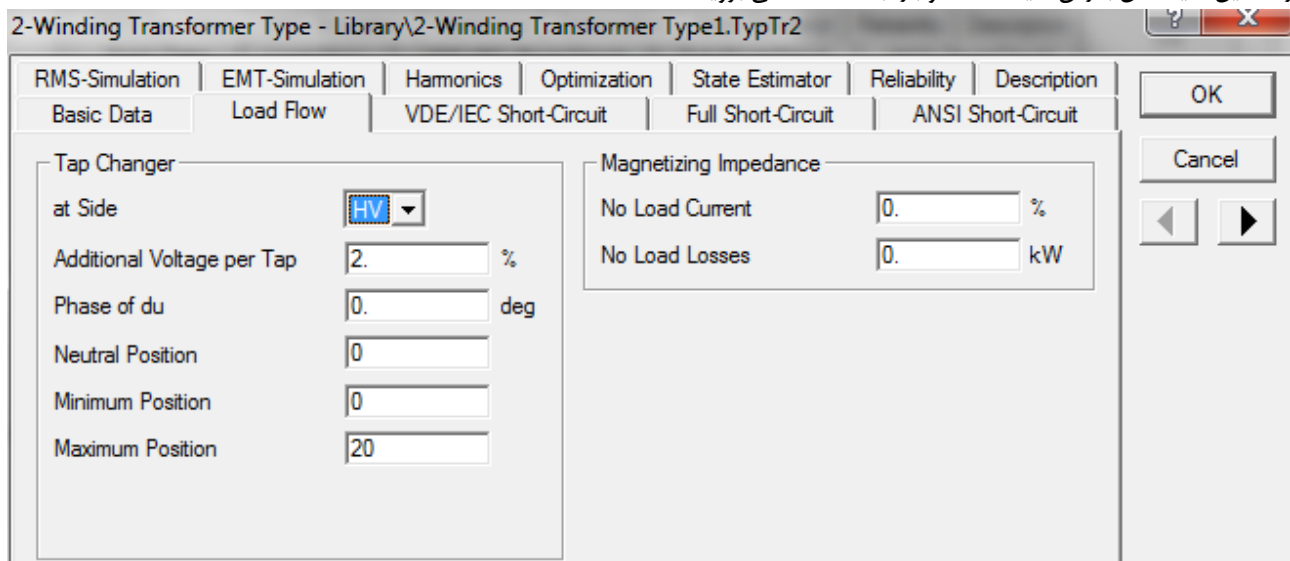 2-Winding Transformer Type - Library\2-Winding Transformer Type1.TypTr2
? X
RMS-Simulation EMT-Simulation Harmonics Optimization State Estimator Reliability Description
Basic Data Load Flow VDE/IEC Short-Circuit Full Short-Circuit ANSI Short-Circuit
OK
Cancel
Tap Changer
at Side HV
Additional Voltage per Tap 2. %
Phase of du 0. deg
Neutral Position 0
Minimum Position 0
Maximum Position 20
Magnetizing Impedance
No Load Current 0. %
No Load Losses 0. kW